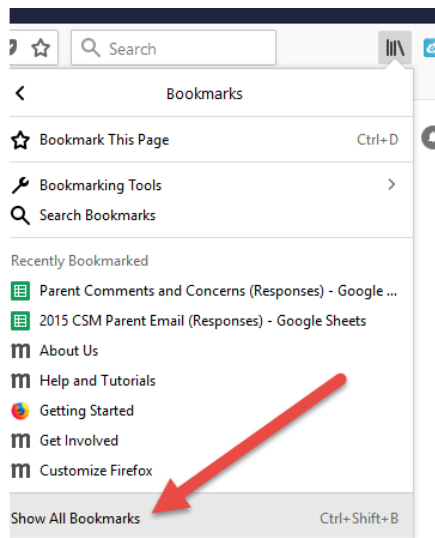 Search
Bookmarks
Bookmark This Page Ctrl+D
Bookmarking Tools
Search Bookmarks
Recently Bookmarked
Parent Comments and Concerns (Responses) - Google ...
2015 CSM Parent Email (Responses) - Google Sheets
About Us
Help and Tutorials
Getting Started
Get Involved
Customize Firefox
Show All Bookmarks Ctrl+Shift+B